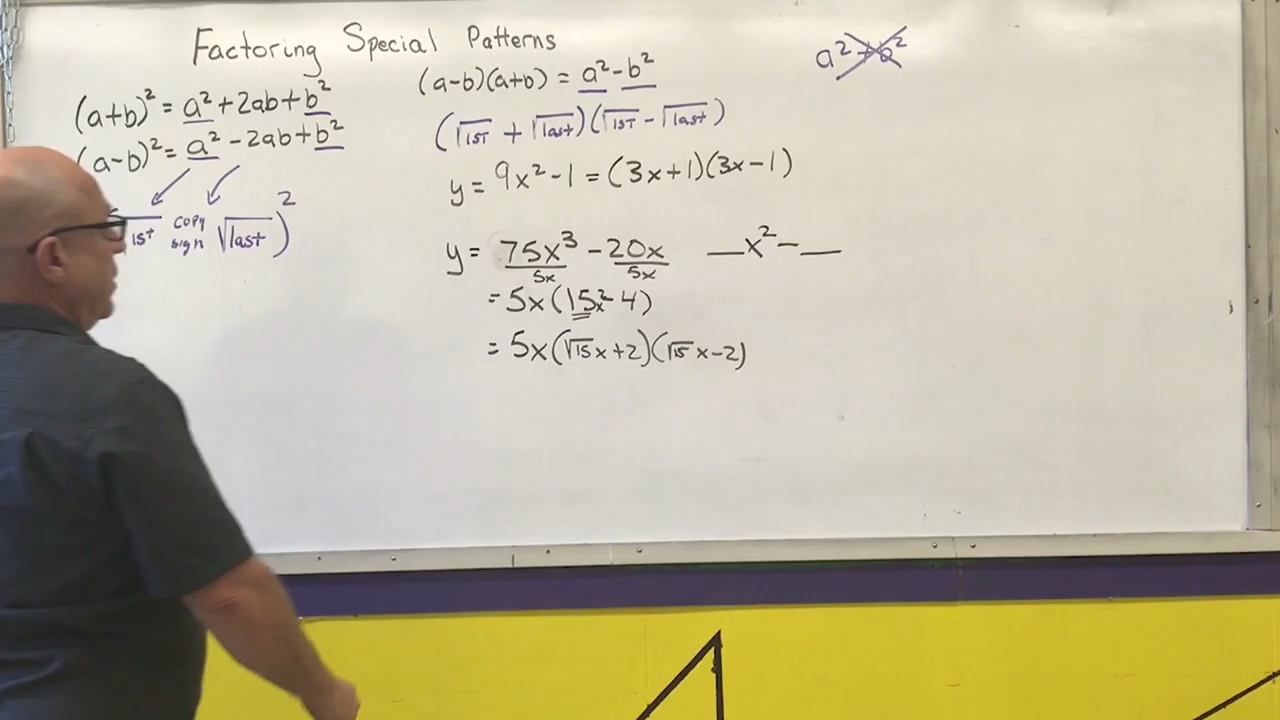 Factoring Special Patterns
(a+b)² = a² + 2ab + b²
(a-b)² = a² - 2ab + b²
√1st copy sign √last)²
(a-b)(a+b) = a² - b²
(√1st + √last)(√1st - √last)
y = 9x² - 1 = (3x+1)(3x-1)
y = 75x³/5x - 20x/5x __x² - __
= 5x(15x² - 4)
= 5x(√15x + 2)(√15x - 2)
a² + b²